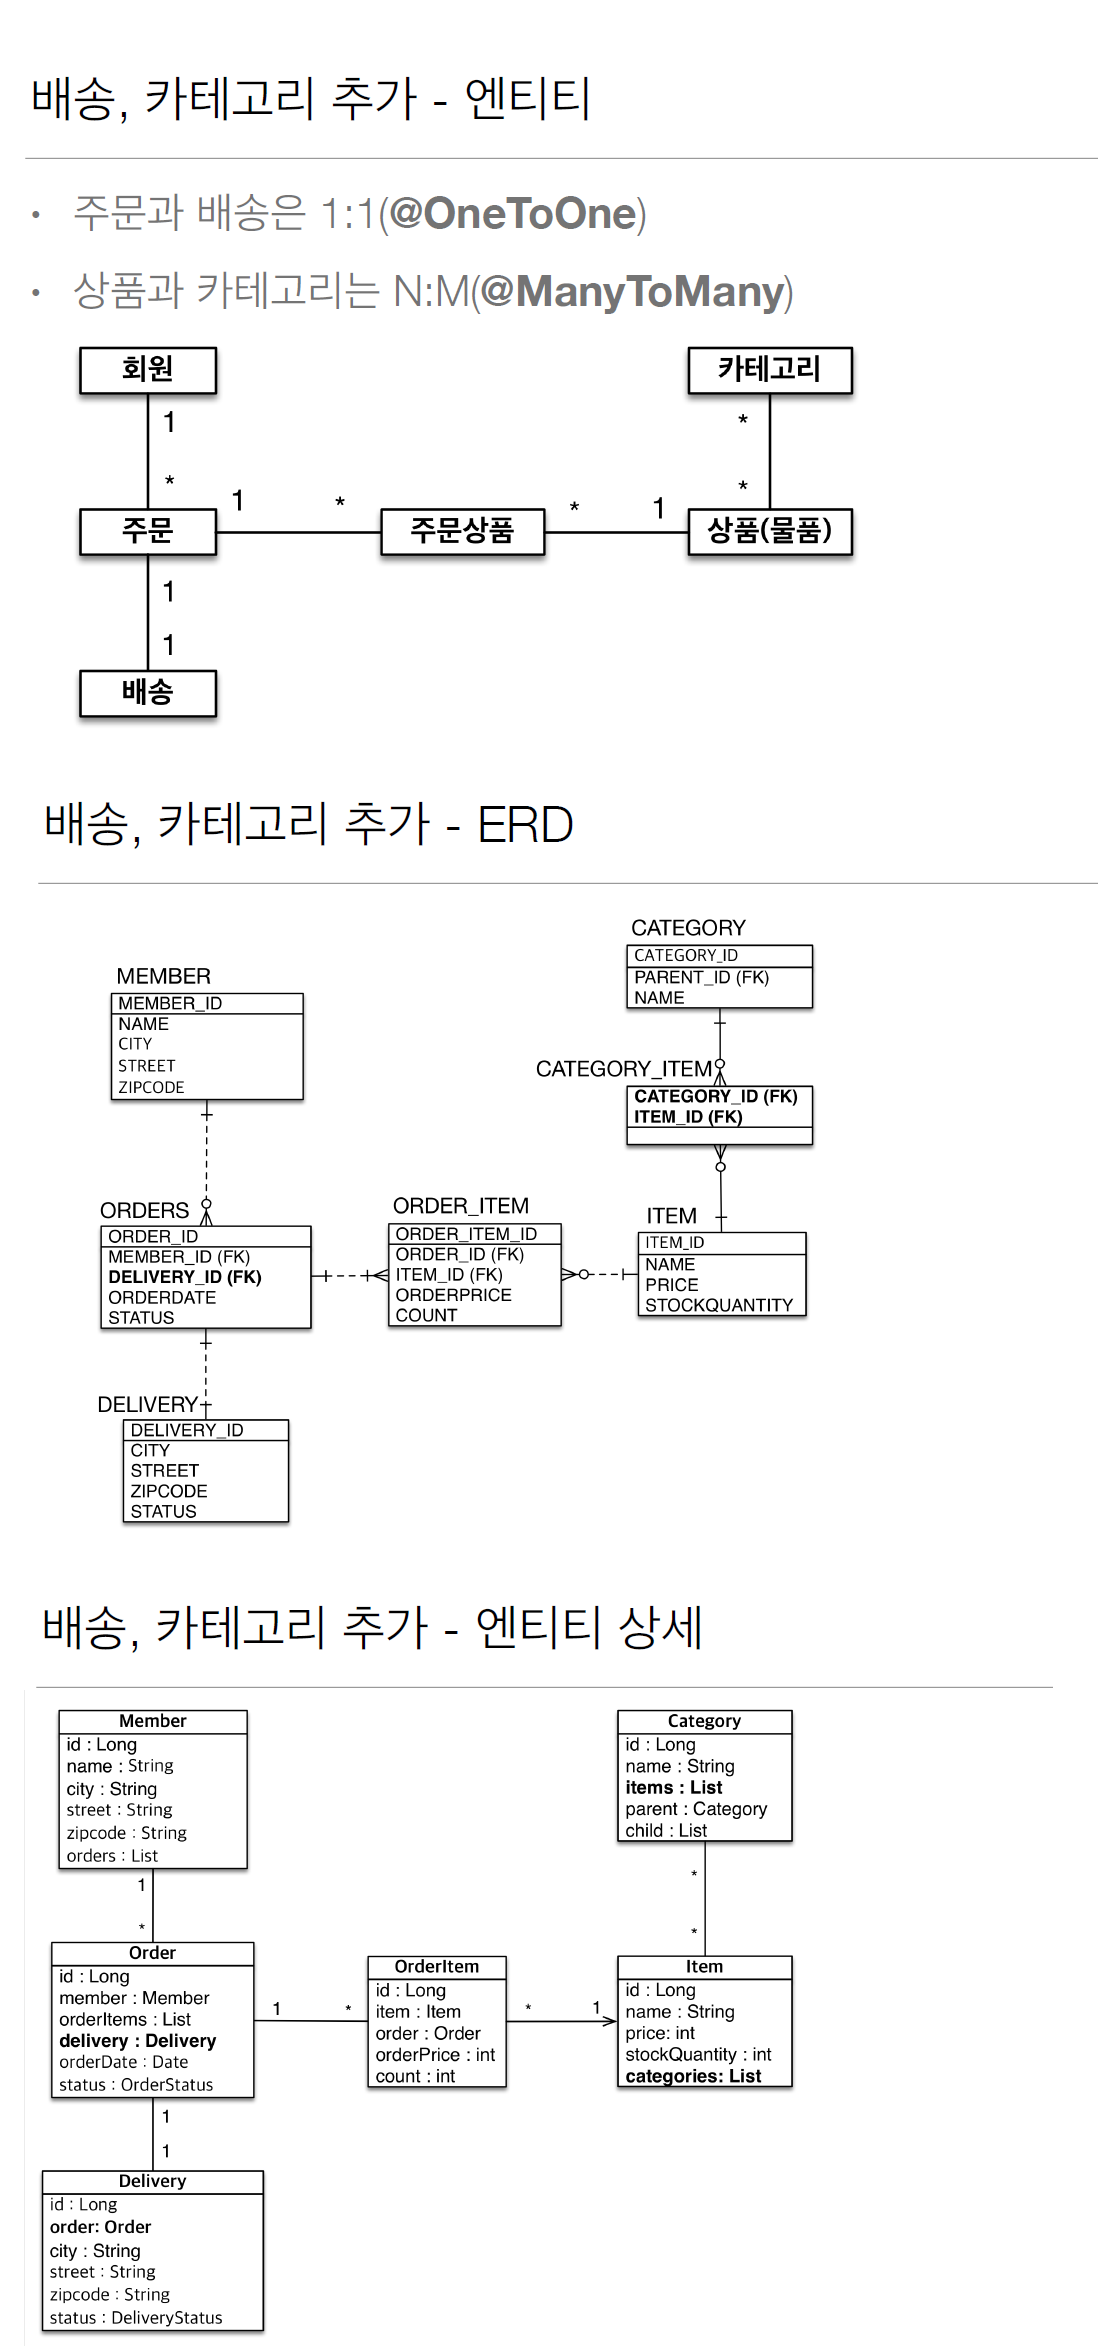 배송, 카테고리 추가 - 엔티티
• 주문과 배송은 1:1(@OneToOne)
• 상품과 카테고리는 N:M(@ManyToMany)
회원
카테고리
1
*
*
*
1
*
*
1
주문
주문상품
상품(물품)
1
1
배송
배송, 카테고리 추가 - ERD
CATEGORY
CATEGORY_ID
PARENT_ID (FK)
NAME
MEMBER
MEMBER_ID
NAME
CITY
STREET
ZIPCODE
CATEGORY_ITEM
CATEGORY_ID (FK)
ITEM_ID (FK)
ORDERS
ORDER_ID
MEMBER_ID (FK)
DELIVERY_ID (FK)
ORDERDATE
STATUS
ORDER_ITEM
ORDER_ITEM_ID
ORDER_ID (FK)
ITEM_ID (FK)
ORDERPRICE
COUNT
ITEM
ITEM_ID
NAME
PRICE
STOCKQUANTITY
DELIVERY
DELIVERY_ID
CITY
STREET
ZIPCODE
STATUS
배송, 카테고리 추가 - 엔티티 상세
Member
id : Long
name : String
city : String
street : String
zipcode : String
orders : List
Category
id : Long
name : String
items : List
parent : Category
child : List
1
*
*
*
Order
id : Long
member : Member
orderItems : List
delivery : Delivery
orderDate : Date
status : OrderStatus
1
*
OrderItem
id : Long
item : Item
order : Order
orderPrice : int
count : int
*
1
Item
id : Long
name : String
price: int
stockQuantity : int
categories: List
1
1
Delivery
id : Long
order: Order
city : String
street : String
zipcode : String
status : DeliveryStatus